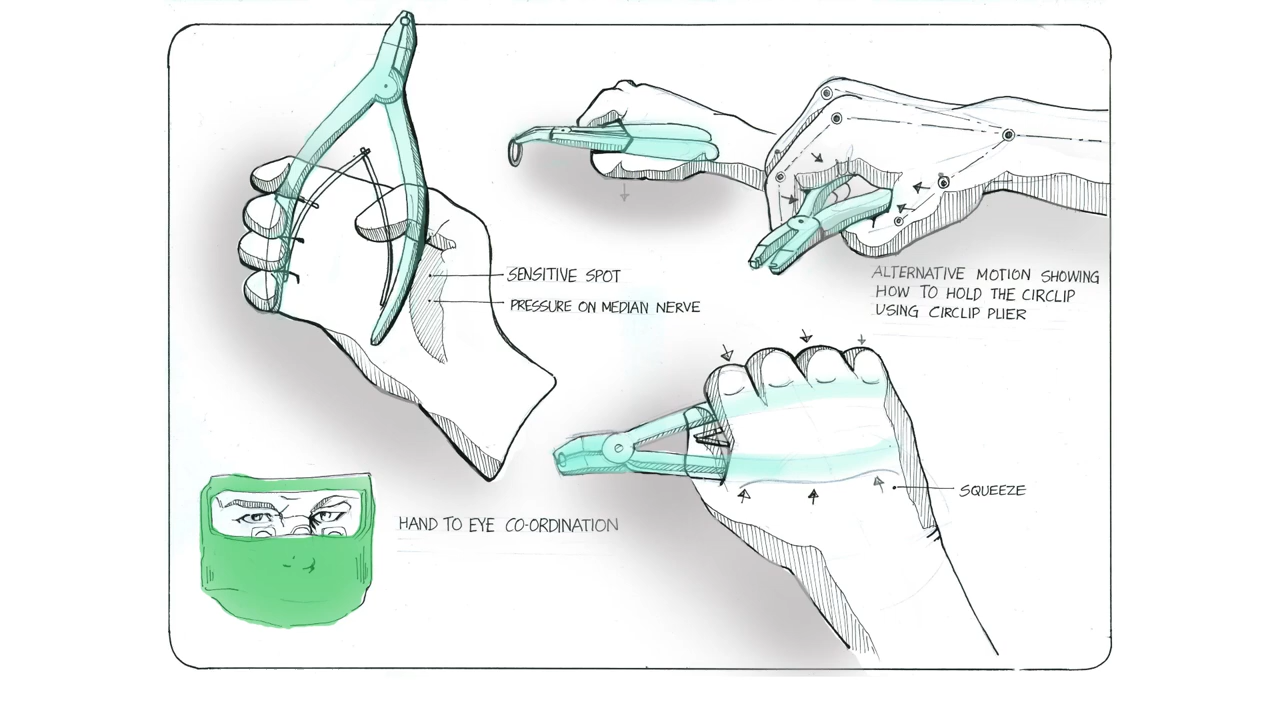 SENSITIVE SPOT
PRESSURE ON MEDIAN NERVE
ALTERNATIVE MOTION SHOWING
HOW TO HOLD THE CIRCLIP
USING CIRCLIP PLIER
SQUEEZE
HAND TO EYE CO-ORDINATION